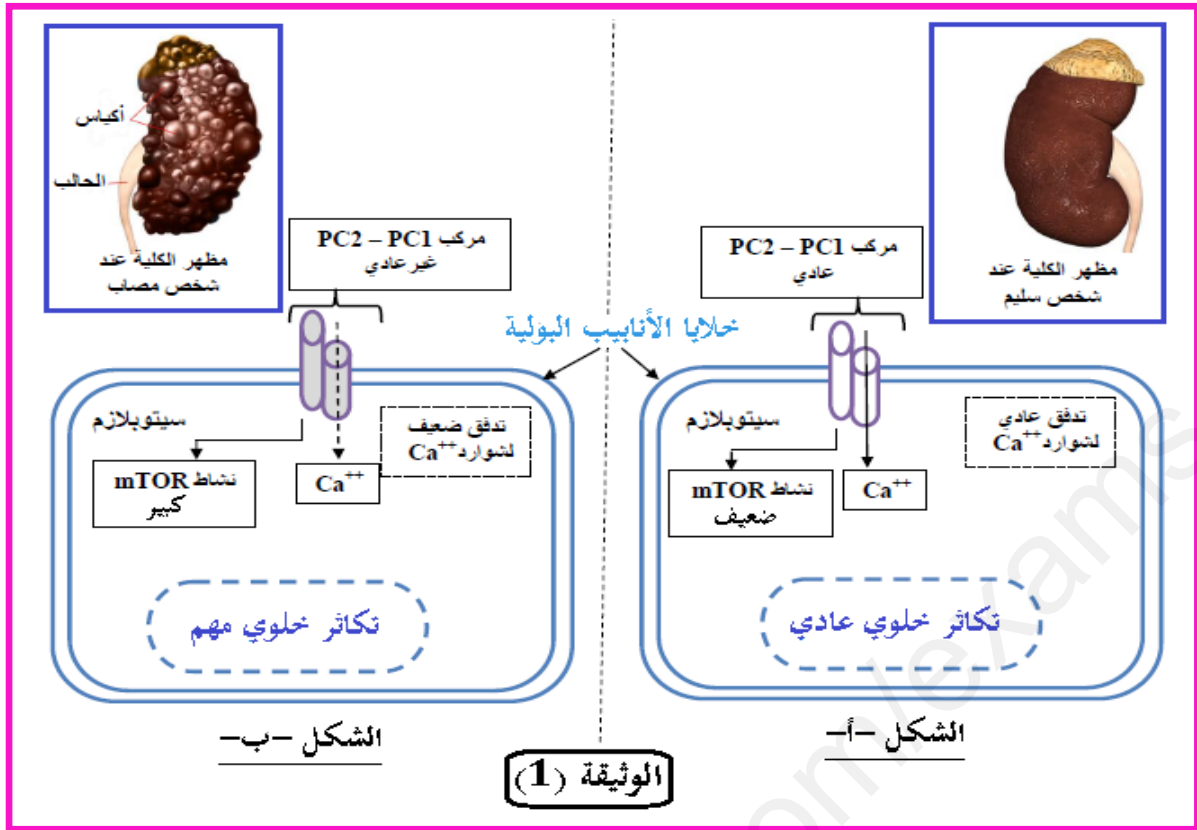 مظهر الكلية عند
شخص سليم
أكياس
الحالب
مظهر الكلية عند
شخص مصاب
مركب PC2 – PC1
عادي
مركب PC2 – PC1
غير عادي
خلايا الأنابيب البولية
تدفق عادي
لشوارد Ca++
سيتوبلازم
Ca++
نشاط mTOR
ضعيف
تكاثر خلوي عادي
الشكل –أ–
تدفق ضعيف
لشوارد Ca++
سيتوبلازم
Ca++
نشاط mTOR
كبير
تكاثر خلوي مهم
الشكل –ب–
الوثيقة (1)
om/exams